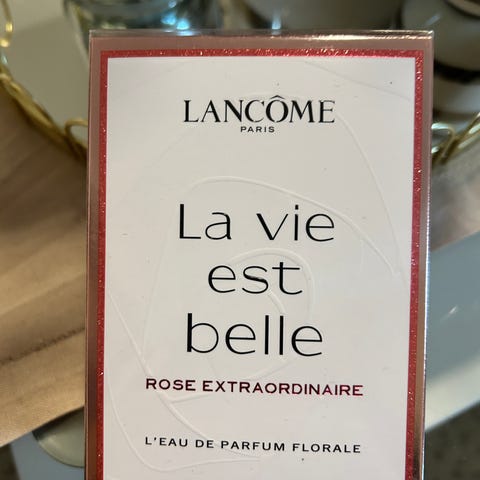 LANCÔME
PARIS
La vie
est
belle
ROSE EXTRAORDINAIRE
L'EAU DE PARFUM FLORALE